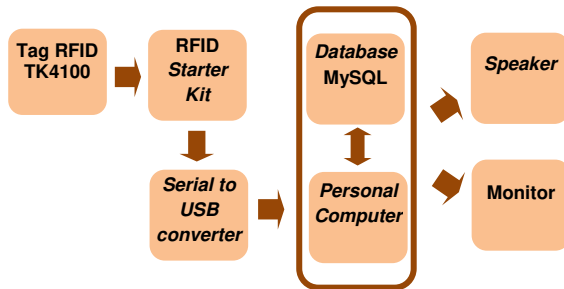 Tag RFID
TK4100
RFID
Starter
Kit
Serial to
USB
converter
Database
MySQL
Personal
Computer
Speaker
Monitor